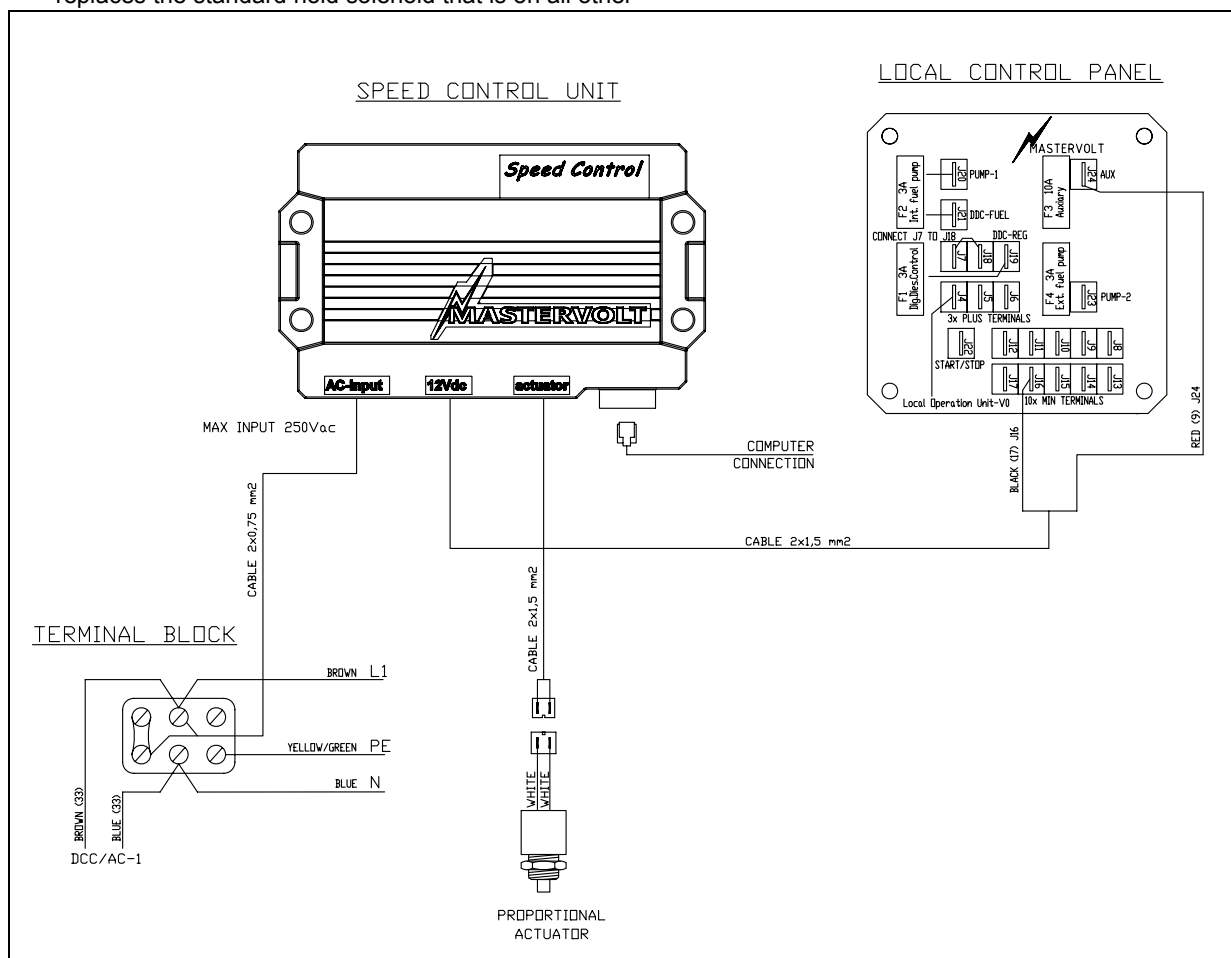 replaces the standard held solenoid that is on all other
SPEED CONTROL UNIT
LOCAL CONTROL PANEL
Speed Control
MASTERVOLT
AC-Input
12Vdc
actuator
MAX INPUT 250Vac
COMPUTER
CONNECTION
MASTERVOLT
F2 3A
Int. fuel pump
J20
PUMP-1
J21
DDC-FUEL
F3 10A
Auxiary
J24
AUX
CONNECT J7 TO J18
DDC-REG
F1 3A
Dig.Dies.Control
J7
J18
J19
J4
J5
J6
3x PLUS TERMINALS
F4 3A
Ext. fuel pump
J23
PUMP-2
J22
START/STOP
J12
J11
J10
J9
J8
J17
J16
J15
J14
J13
Local Operation Unit-V0
10x MIN TERMINALS
BLACK (17) J16
RED (9) J24
CABLE 2x1,5 mm2
CABLE 2x0,75 mm2
CABLE 2x1,5 mm2
TERMINAL BLOCK
BROWN L1
YELLOW/GREEN PE
BLUE N
BROWN (33)
BLUE (33)
DCC/AC-1
WHITE
WHITE
PROPORTIONAL
ACTUATOR